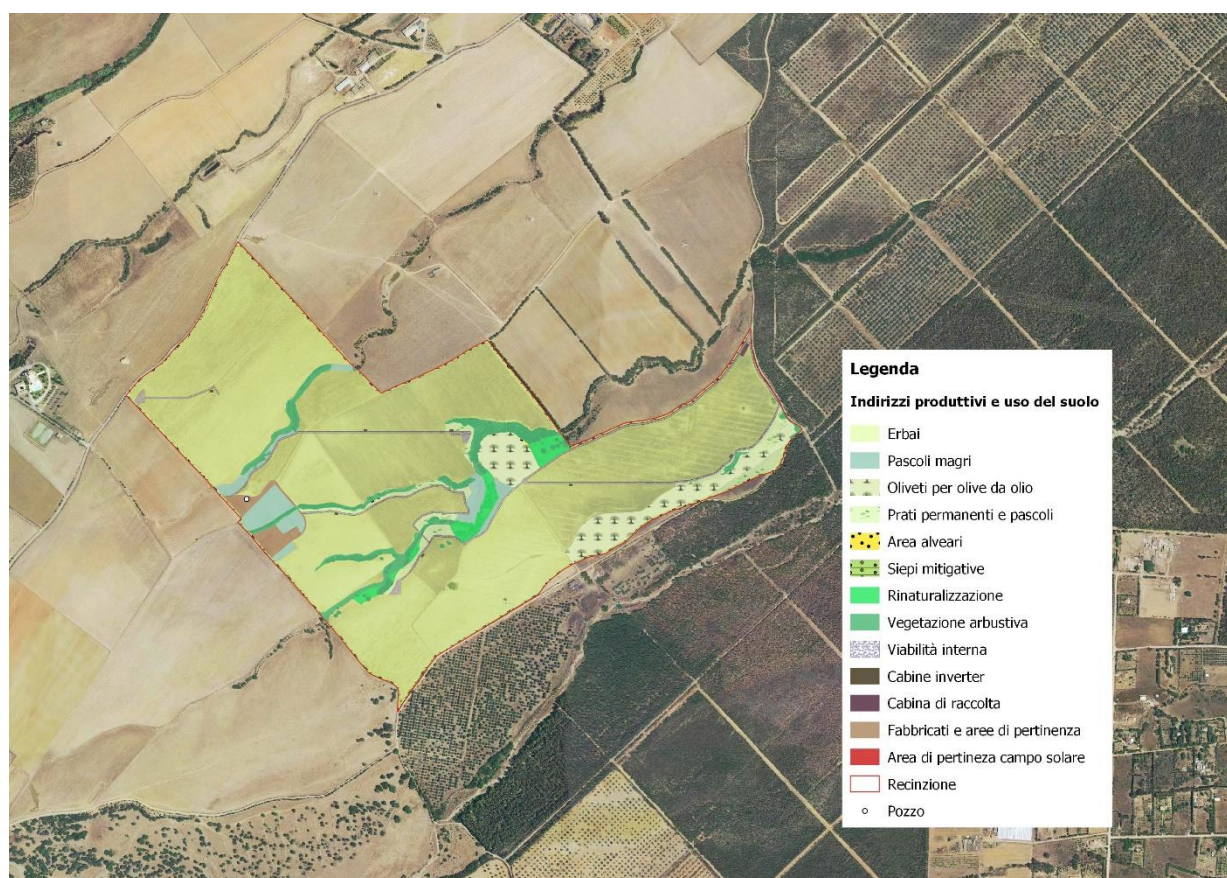 Legenda
Indirizzi produttivi e uso del suolo
Erbai
Pascoli magri
Oliveti per olive da olio
Prati permanenti e pascoli
Area alveari
Siepi mitigative
Rinaturalizzazione
Vegetazione arbustiva
Viabilità interna
Cabine inverter
Cabina di raccolta
Fabbricati e aree di pertinenza
Area di pertineza campo solare
Recinzione
Pozzo